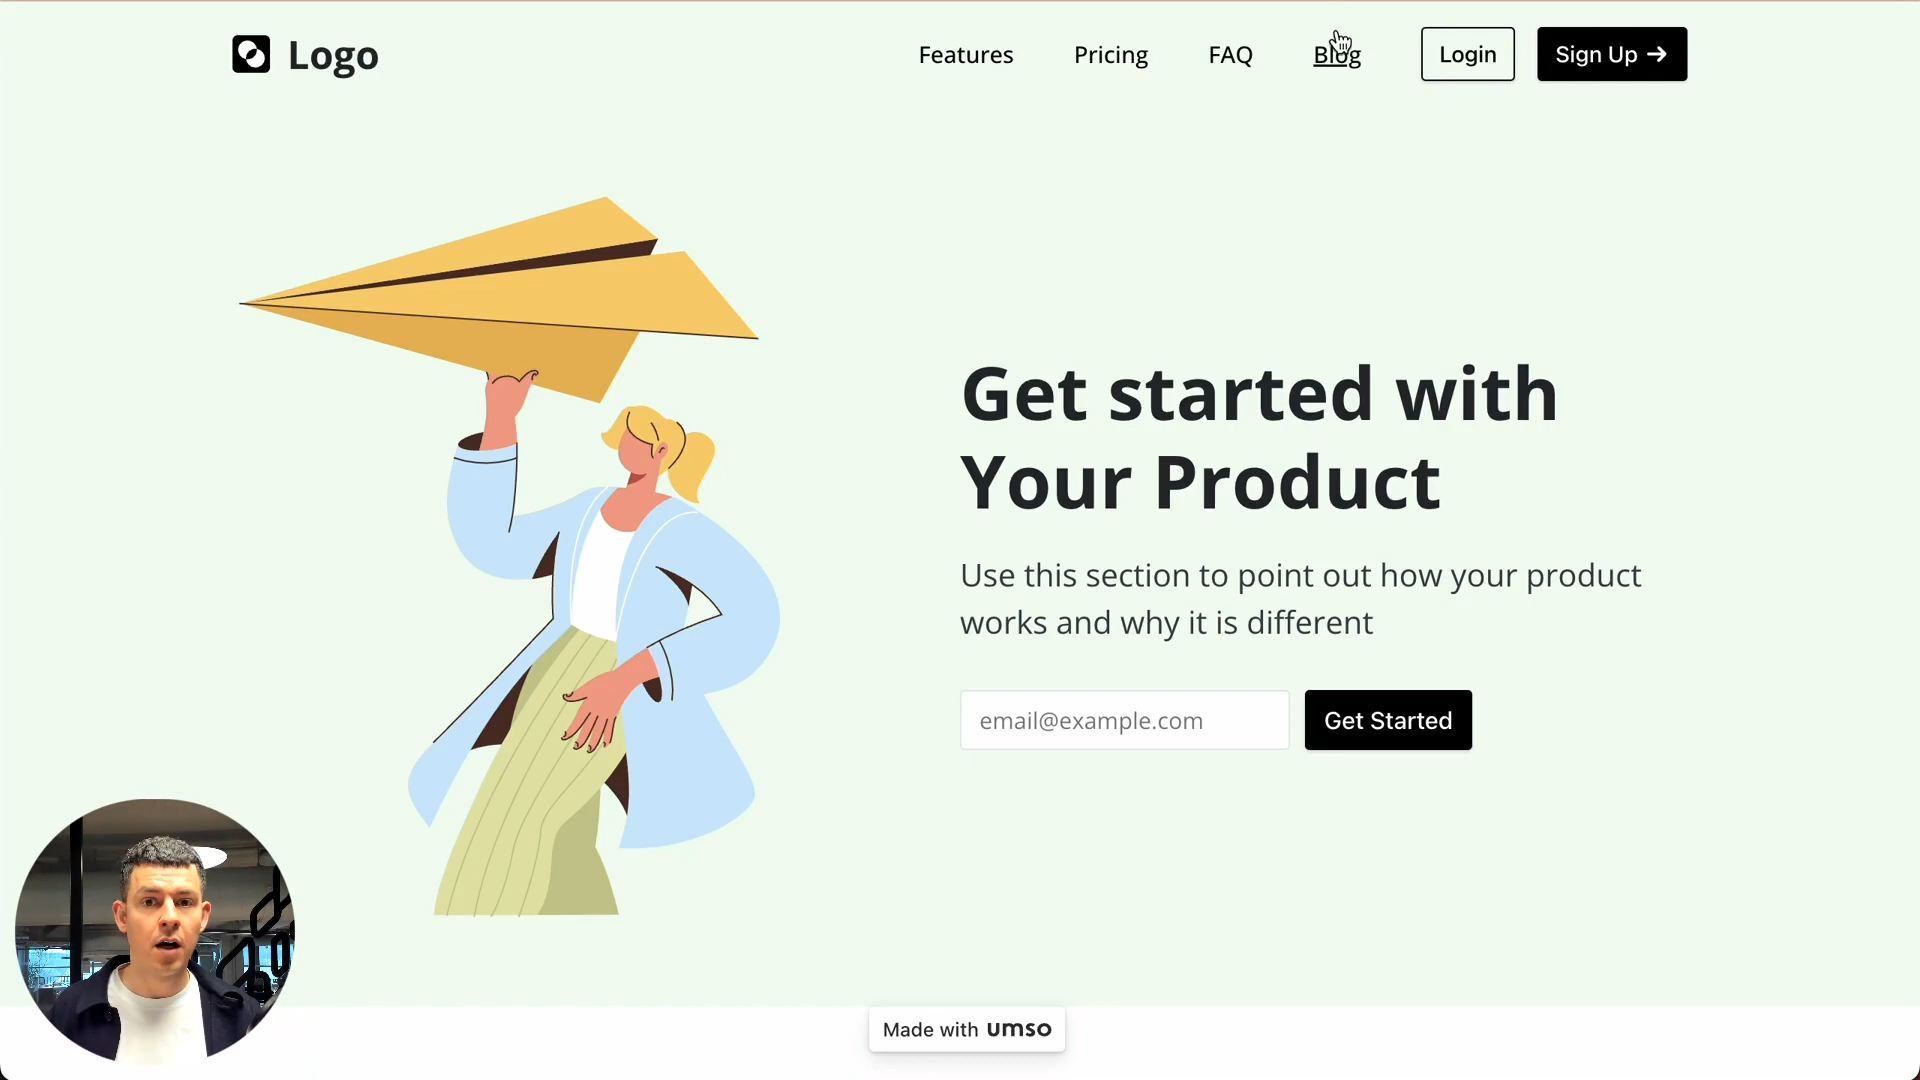 Logo
Features
Pricing
FAQ
Blog
Login
Sign Up →
Get started with
Your Product
Use this section to point out how your product
works and why it is different
email@example.com
Get Started
Made with umso